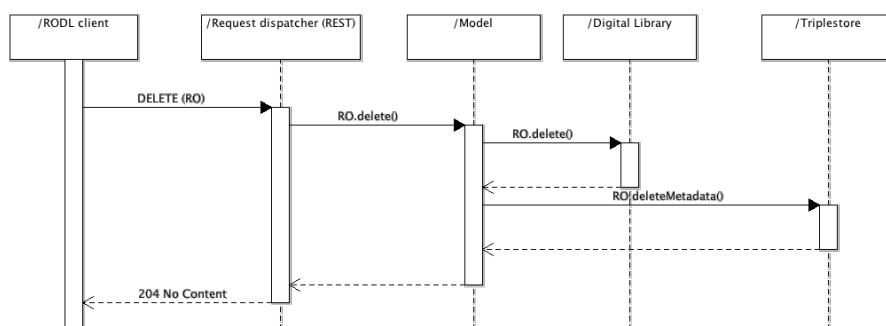 /RODL client
/Request dispatcher (REST)
/Model
/Digital Library
/Triplestore
DELETE (RO)
RO.delete()
RO.delete()
RO.deleteMetadata()
204 No Content